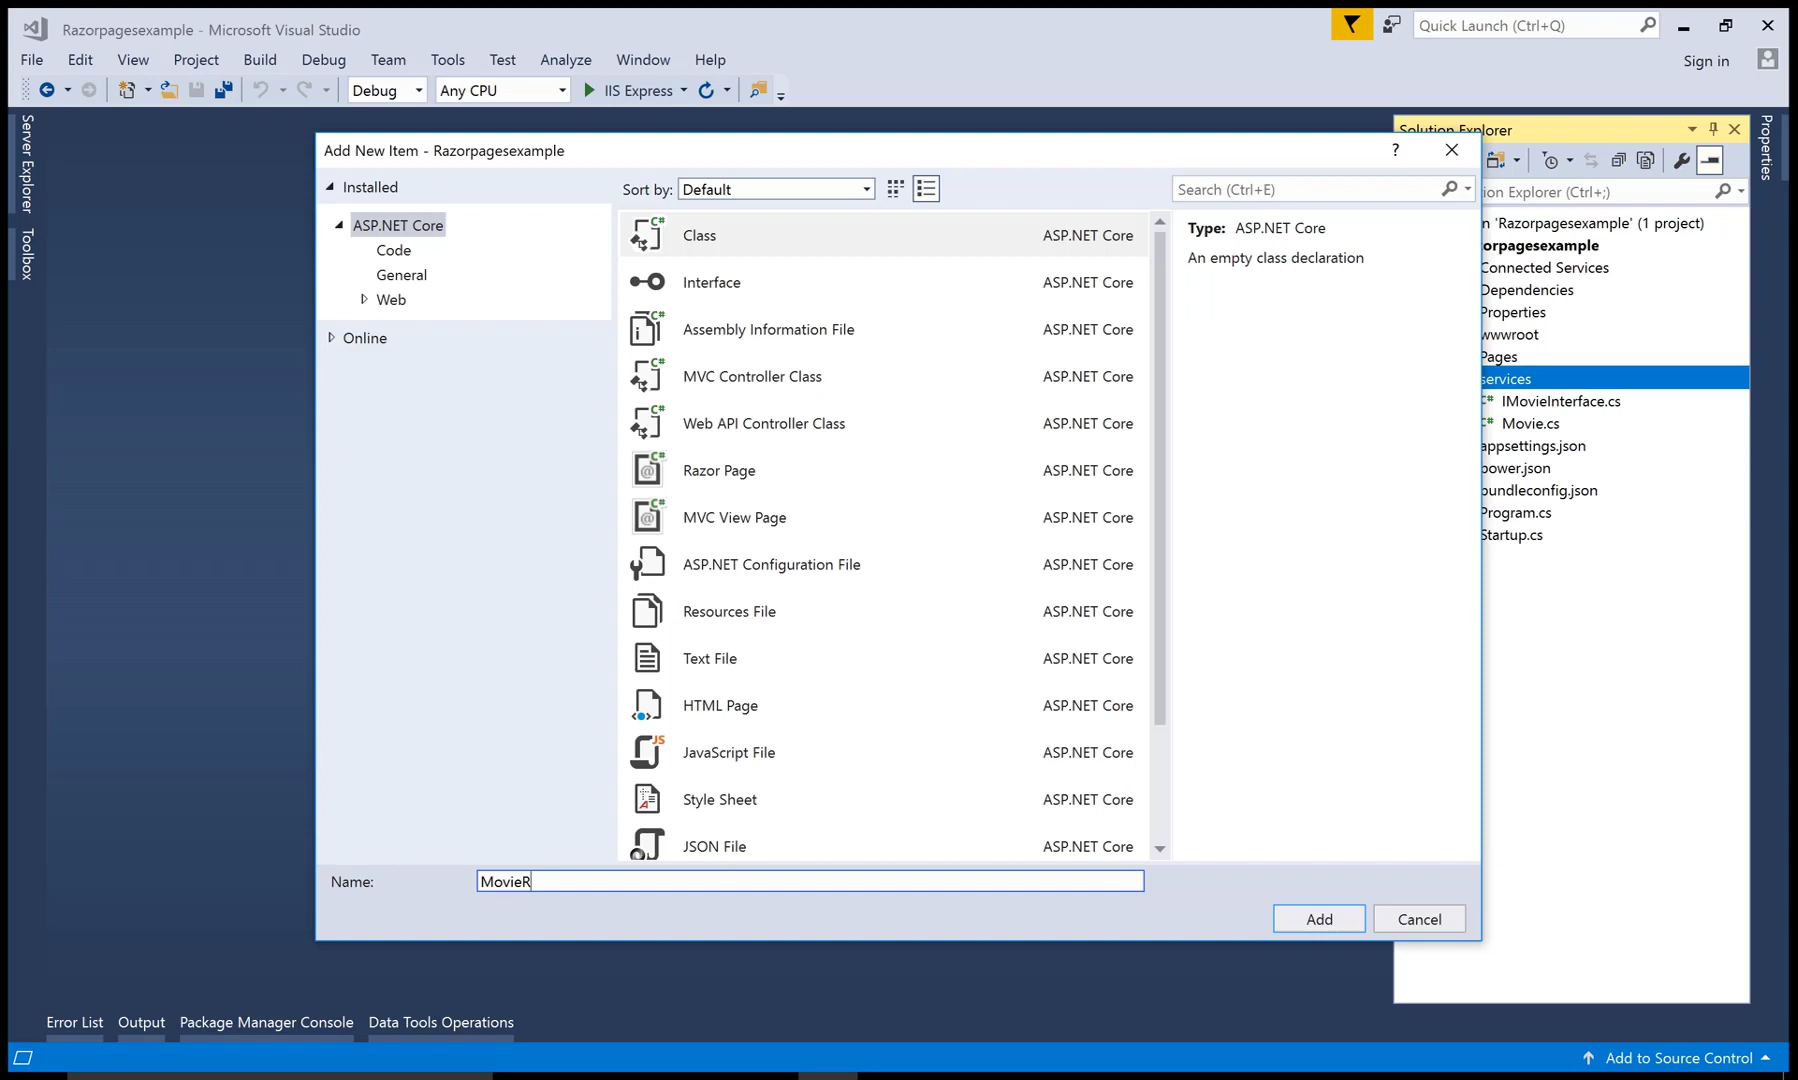 Razorpagesexample - Microsoft Visual Studio
Quick Launch (Ctrl+Q)
File Edit View Project Build Debug Team Tools Test Analyze Window Help
Sign in
Debug Any CPU IIS Express
Server Explorer
Toolbox
Add New Item - Razorpagesexample
?
Installed
ASP.NET Core
Code
General
Web
Online
Sort by: Default
Class ASP.NET Core
Interface ASP.NET Core
Assembly Information File ASP.NET Core
MVC Controller Class ASP.NET Core
Web API Controller Class ASP.NET Core
Razor Page ASP.NET Core
MVC View Page ASP.NET Core
ASP.NET Configuration File ASP.NET Core
Resources File ASP.NET Core
Text File ASP.NET Core
HTML Page ASP.NET Core
JavaScript File ASP.NET Core
Style Sheet ASP.NET Core
JSON File ASP.NET Core
Search (Ctrl+E)
Type: ASP.NET Core
An empty class declaration
Name: MovieR
Add Cancel
Solution Explorer
ion Explorer (Ctrl+;)
n 'Razorpagesexample' (1 project)
orpagesexample
Connected Services
Dependencies
Properties
wwwroot
Pages
services
C# IMovieInterface.cs
C# Movie.cs
appsettings.json
bower.json
bundleconfig.json
Program.cs
Startup.cs
Properties
Error List Output Package Manager Console Data Tools Operations
Add to Source Control